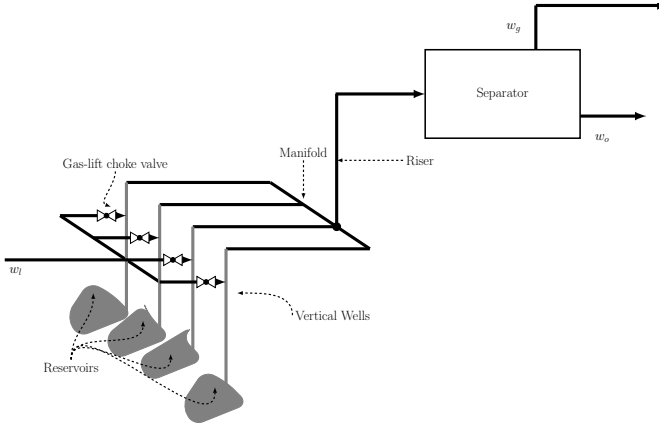 w_g
Separator
w_o
Manifold
Riser
Gas-lift choke valve
w_l
Vertical Wells
Reservoirs